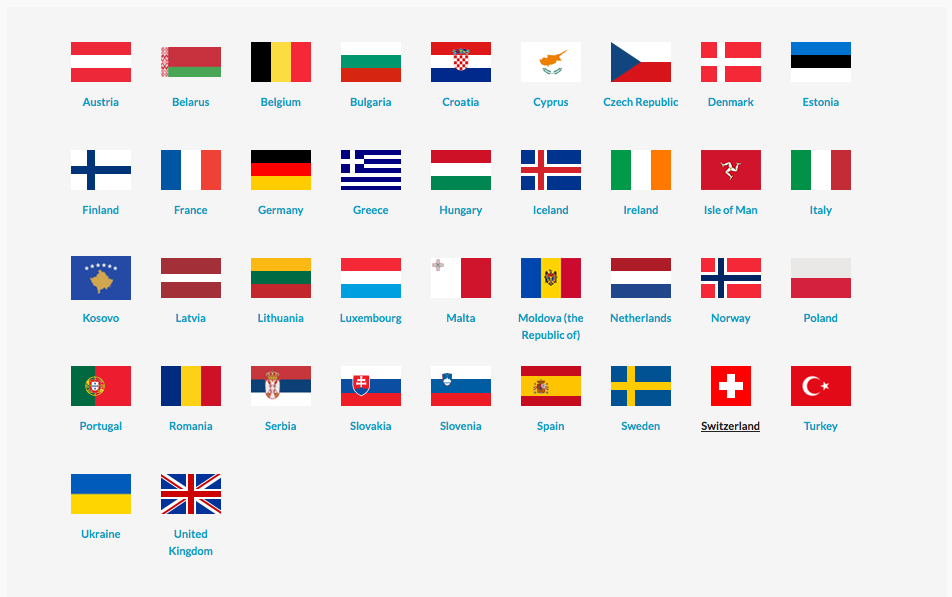 Austria
Belarus
Belgium
Bulgaria
Croatia
Cyprus
Czech Republic
Denmark
Estonia
Finland
France
Germany
Greece
Hungary
Iceland
Ireland
Isle of Man
Italy
Kosovo
Latvia
Lithuania
Luxembourg
Malta
Moldova (the
Republic of)
Netherlands
Norway
Poland
Portugal
Romania
Serbia
Slovakia
Slovenia
Spain
Sweden
Switzerland
Turkey
Ukraine
United
Kingdom